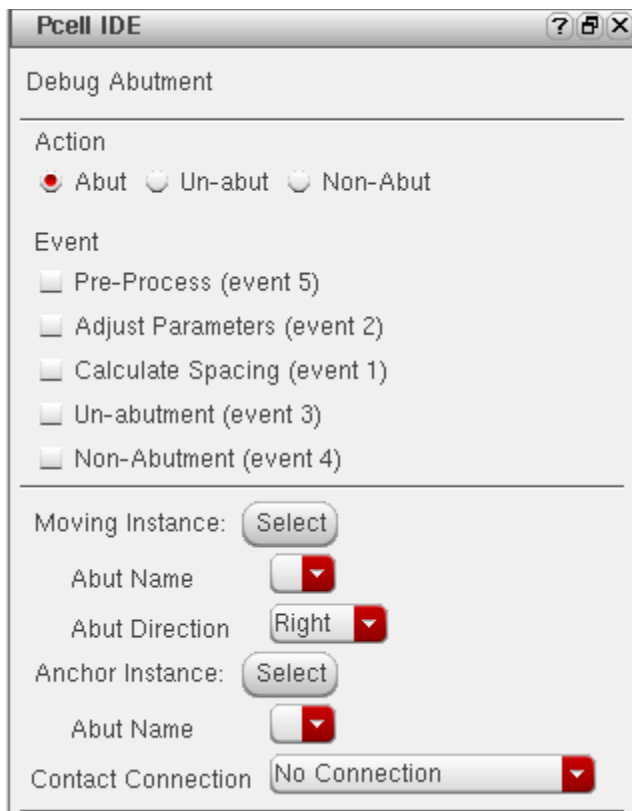 Pcell IDE
Debug Abutment
Action
Abut Un-abut Non-Abut
Event
Pre-Process (event 5)
Adjust Parameters (event 2)
Calculate Spacing (event 1)
Un-abutment (event 3)
Non-Abutment (event 4)
Moving Instance: Select
Abut Name
Abut Direction Right
Anchor Instance: Select
Abut Name
Contact Connection No Connection